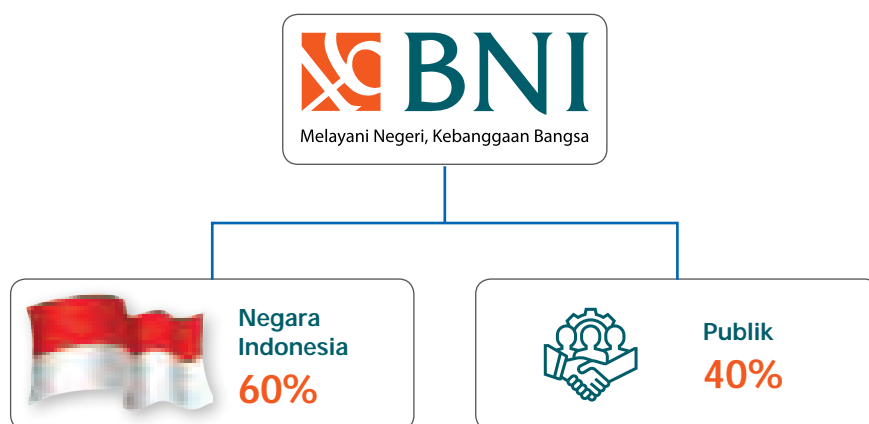 BNI
Melayani Negeri, Kebanggaan Bangsa
Negara
Indonesia
60%
Publik
40%